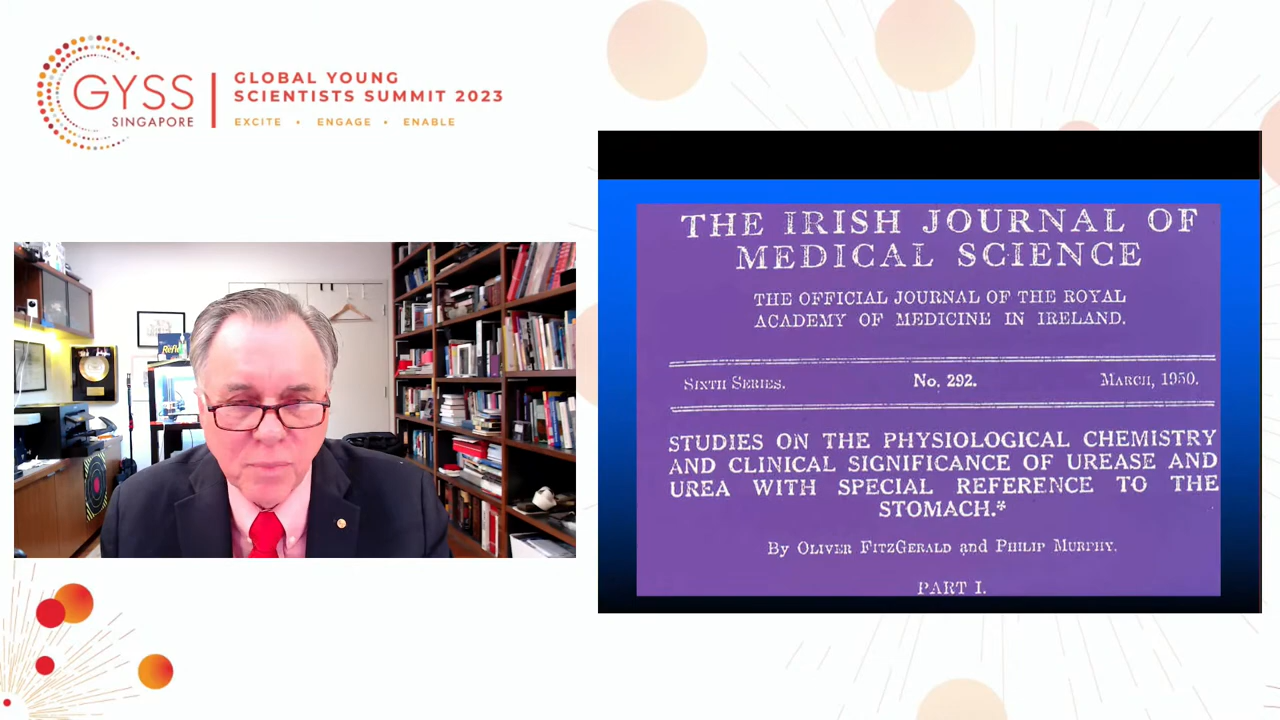 GYSS
SINGAPORE
GLOBAL YOUNG
SCIENTISTS SUMMIT 2023
EXCITE • ENGAGE • ENABLE
THE IRISH JOURNAL OF
MEDICAL SCIENCE
THE OFFICIAL JOURNAL OF THE ROYAL
ACADEMY OF MEDICINE IN IRELAND.
SIXTH SERIES. No. 292. MARCH, 1950.
STUDIES ON THE PHYSIOLOGICAL CHEMISTRY
AND CLINICAL SIGNIFICANCE OF UREASE AND
UREA WITH SPECIAL REFERENCE TO THE
STOMACH.*
By OLIVER FITZGERALD and PHILIP MURPHY.
PART I.